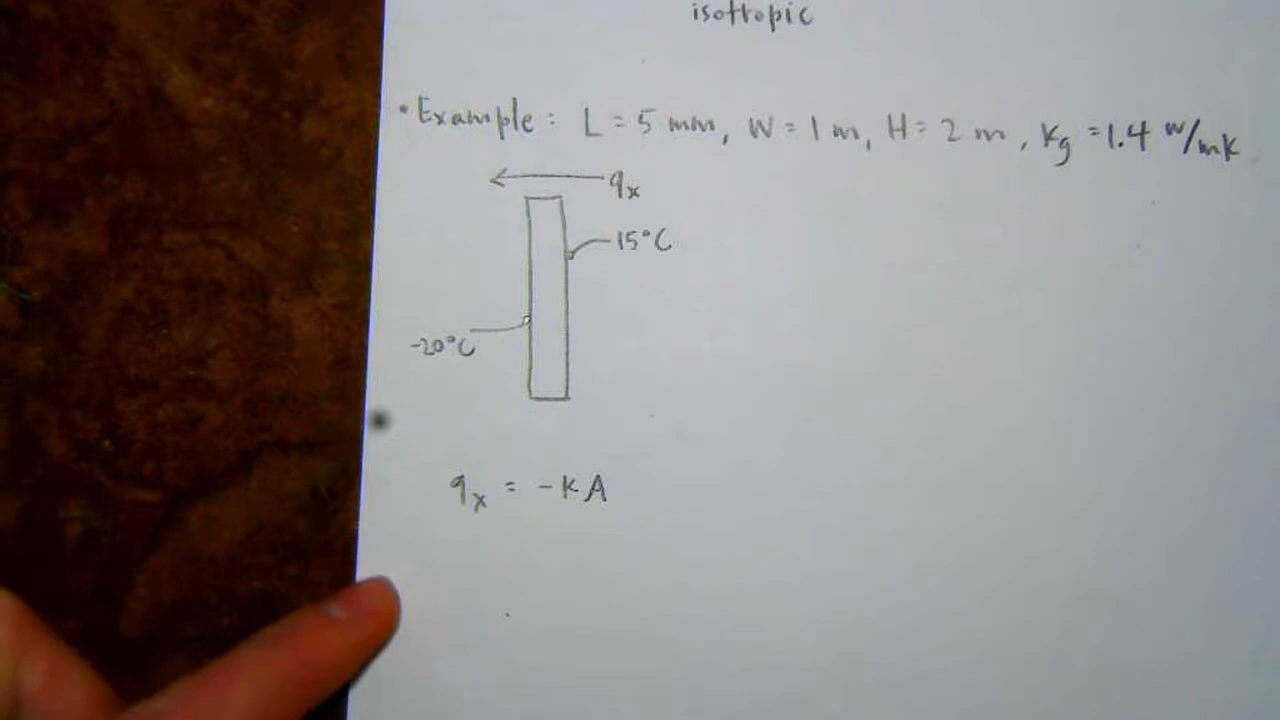 isotropic
• Example: L = 5 mm, W = 1 m, H = 2 m, Kg = 1.4 W/mK
qx
15°C
-20°C
qx = -KA